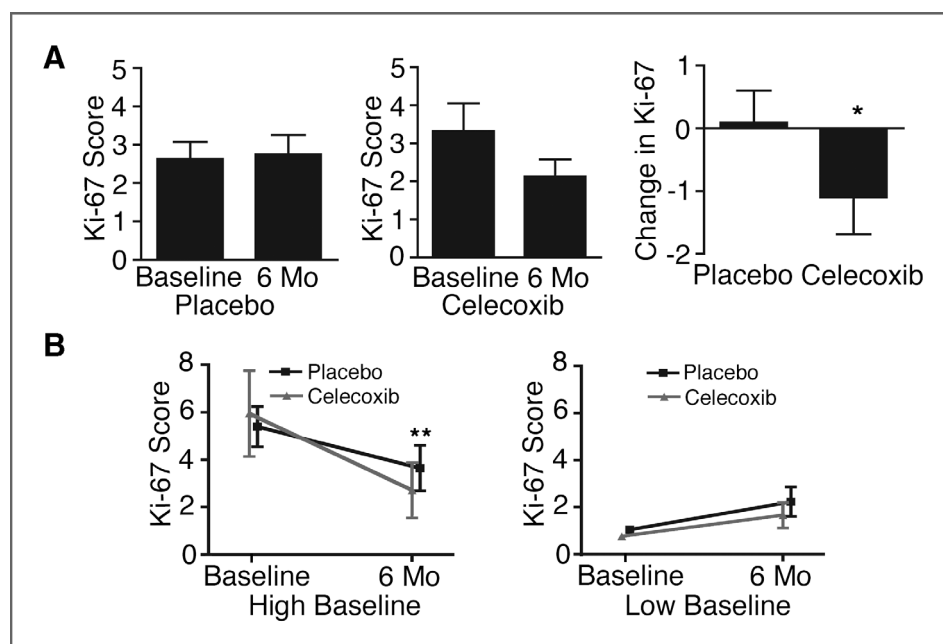 A
5
4
3
2
1
0
Ki-67 Score
Baseline 6 Mo
Placebo
5
4
3
2
1
0
Ki-67 Score
Baseline 6 Mo
Celecoxib
1
0
-1
-2
Change in Ki-67
*
Placebo Celecoxib
B
8
6
4
2
0
Ki-67 Score
Placebo
Celecoxib
**
Baseline 6 Mo
High Baseline
8
6
4
2
0
Ki-67 Score
Placebo
Celecoxib
Baseline 6 Mo
Low Baseline